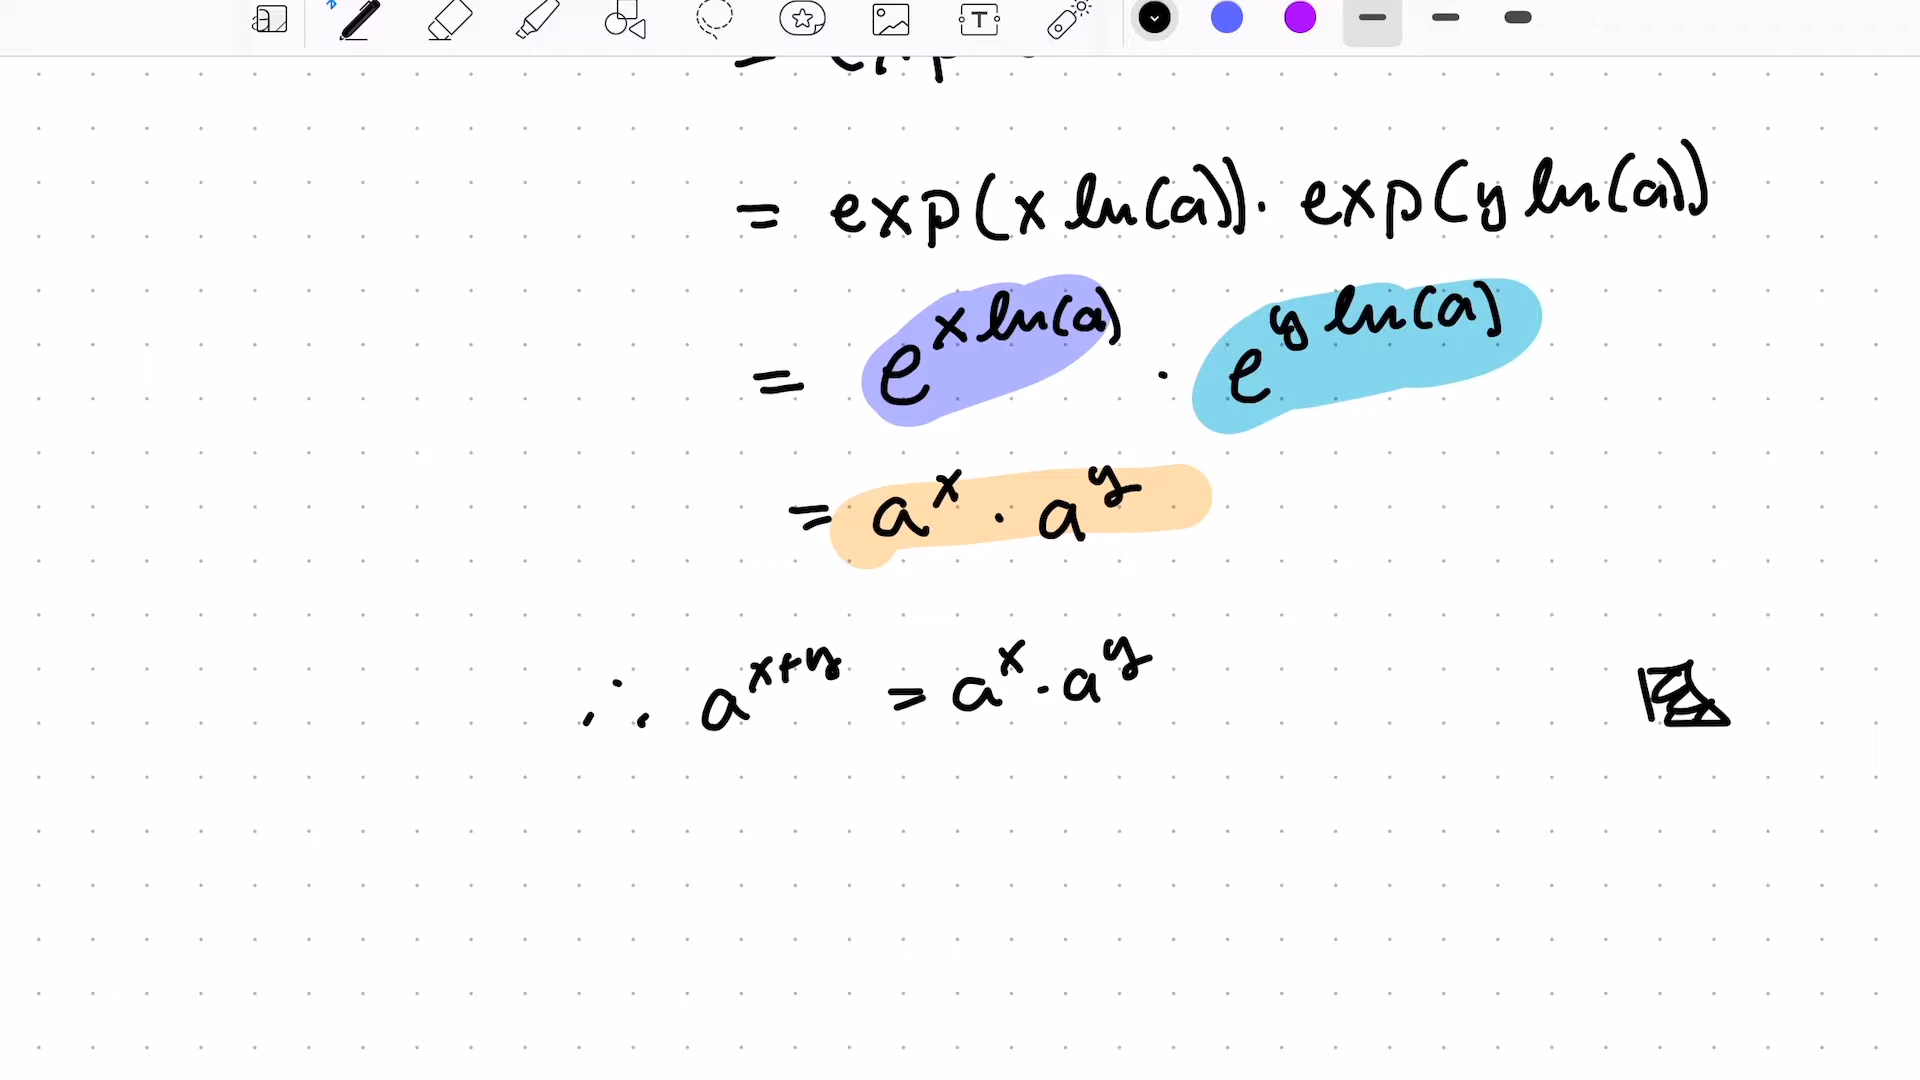 = exp(x ln(a)) · exp(y ln(a))
= e^{x ln(a)} · e^{y ln(a)}
= a^x · a^y
∴ a^{x+y} = a^x · a^y